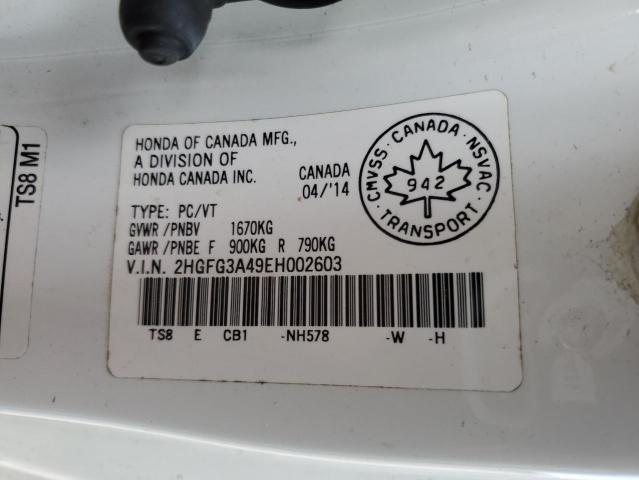 TS8 M1
HONDA OF CANADA MFG.,
A DIVISION OF
HONDA CANADA INC.
CANADA
04/'14
TYPE: PC/VT
GVWR /PNBV 1670KG
GAWR /PNBE F 900KG R 790KG
V.I.N. 2HGFG3A49EH002603
TS8 E CB1 -NH578 -W -H
CMVSS · CANADA · NSVAC
942
TRANSPORT